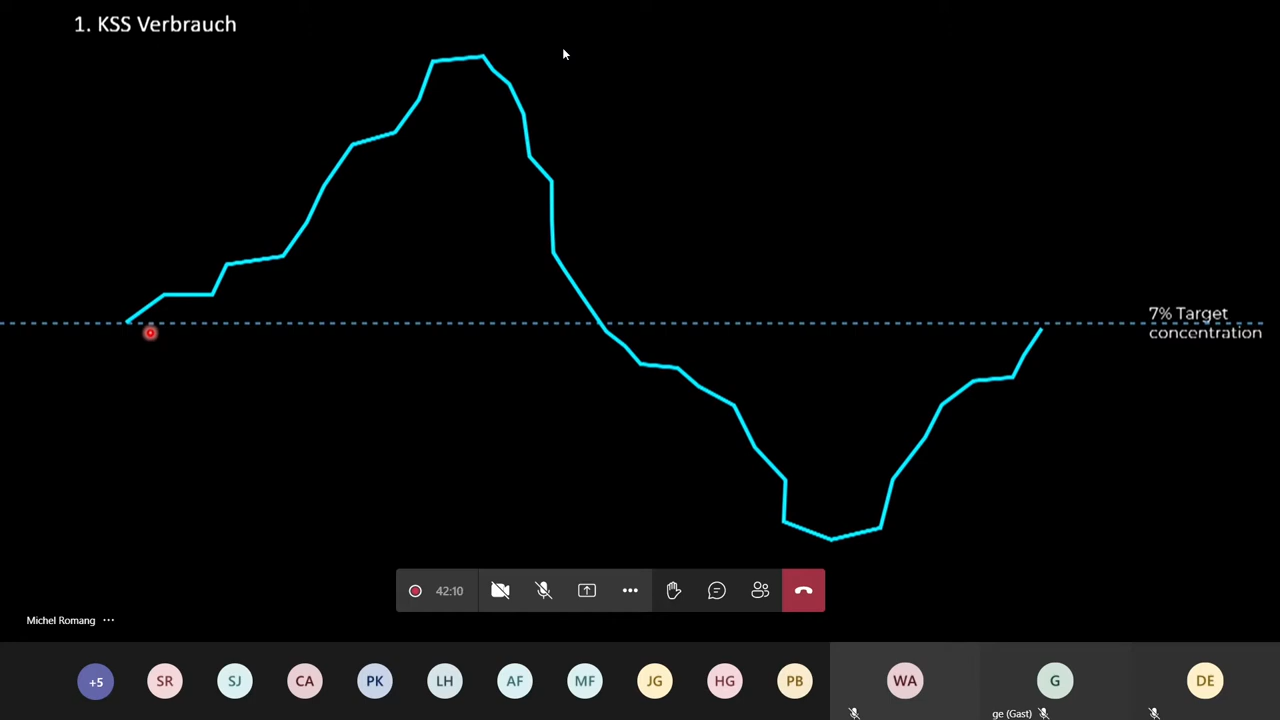 1. KSS Verbrauch
7% Target
concentration
42:10
Michel Romang
+5
SR
SJ
CA
PK
LH
AF
MF
JG
HG
PB
WA
G
DE
ge (Gast)